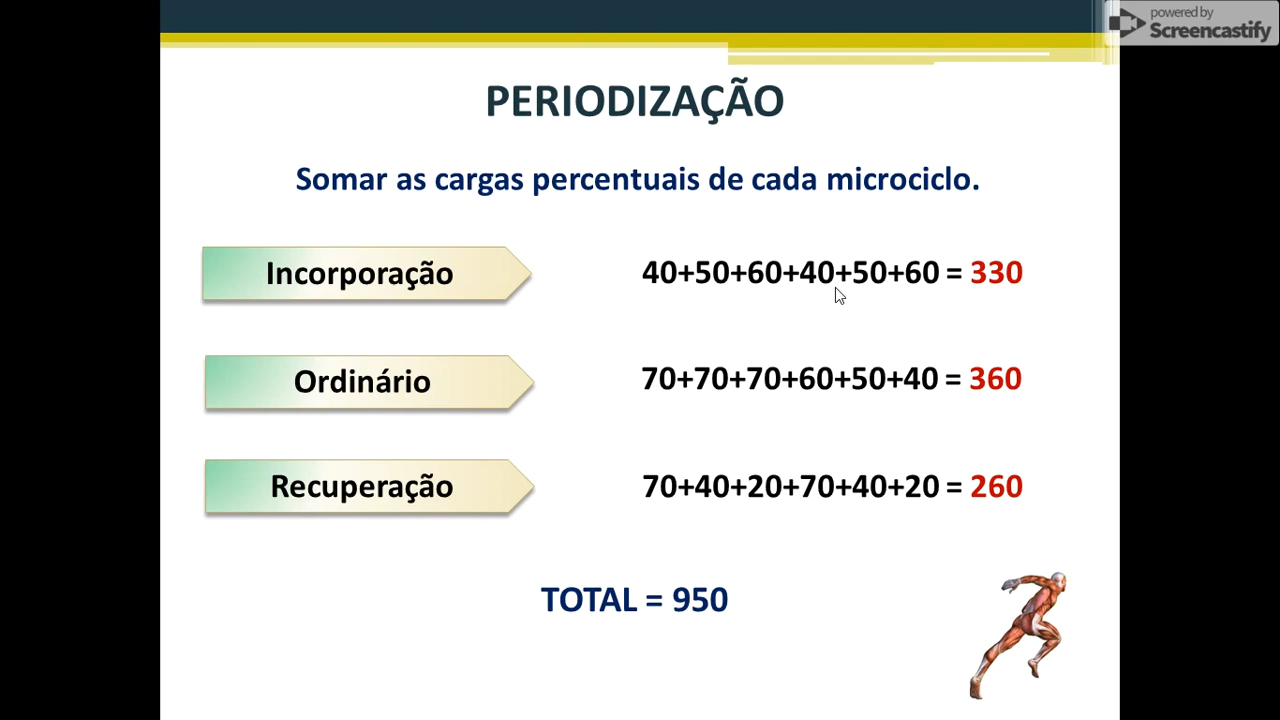 powered by
Screencastify
PERIODIZAÇÃO
Somar as cargas percentuais de cada microciclo.
Incorporação 40+50+60+40+50+60 = 330
Ordinário 70+70+70+60+50+40 = 360
Recuperação 70+40+20+70+40+20 = 260
TOTAL = 950